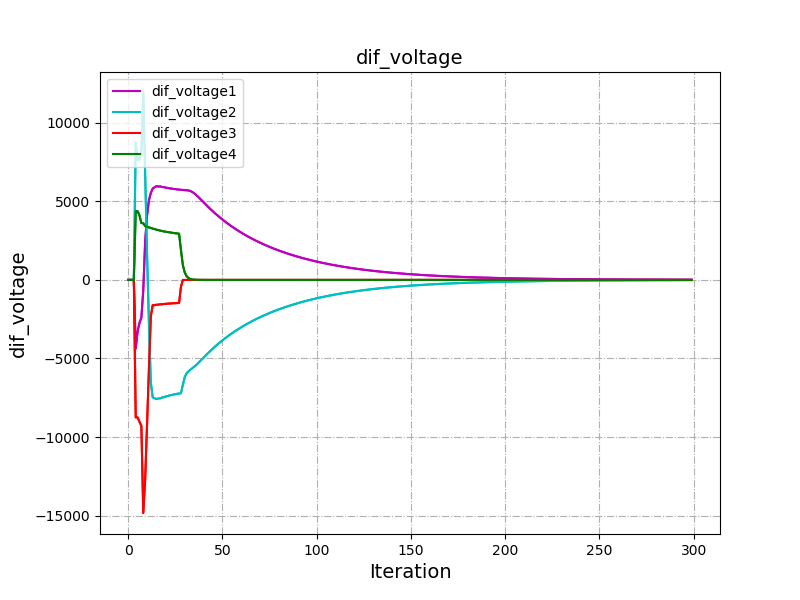 dif_voltage
dif_voltage1
dif_voltage2
dif_voltage3
dif_voltage4
dif_voltage
10000
5000
0
−5000
−10000
−15000
0 50 100 150 200 250 300
Iteration